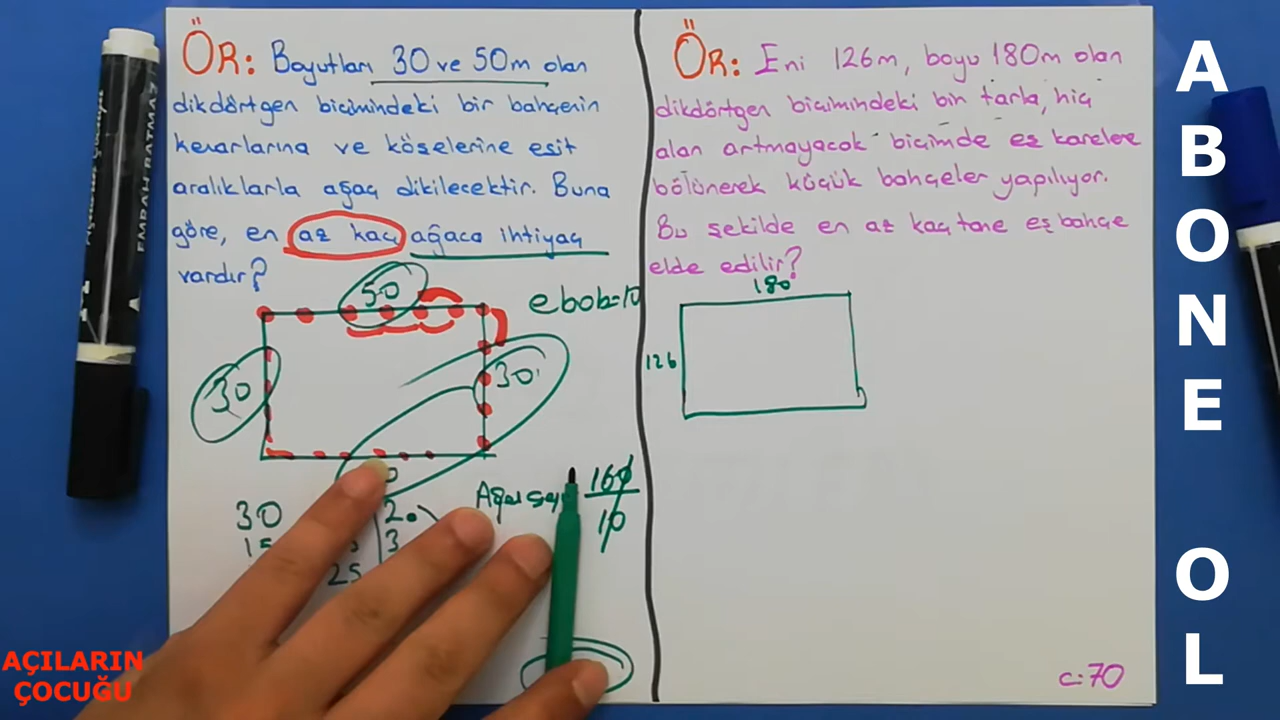 ÖR: Boyutları 30 ve 50m olan
dikdörtgen biçimindeki bir bahçenin
kenarlarına ve köşelerine eşit
aralıklarla ağaç dikilecektir. Buna
göre, en az kaç ağaca ihtiyaç
vardır?
50
ebob=10
30
30
30
2
15
3
25
160
10
ÖR: Eni 126m, boyu 180m olan
dikdörtgen biçimindeki bir tarla, hiç
alan artmayacak biçimde eş karelere
bölünerek küçük bahçeler yapılıyor.
Bu şekilde en az kaç tane eş bahçe
elde edilir?
180
126
c:70
ABONE OL
AÇILARIN
ÇOCUĞU